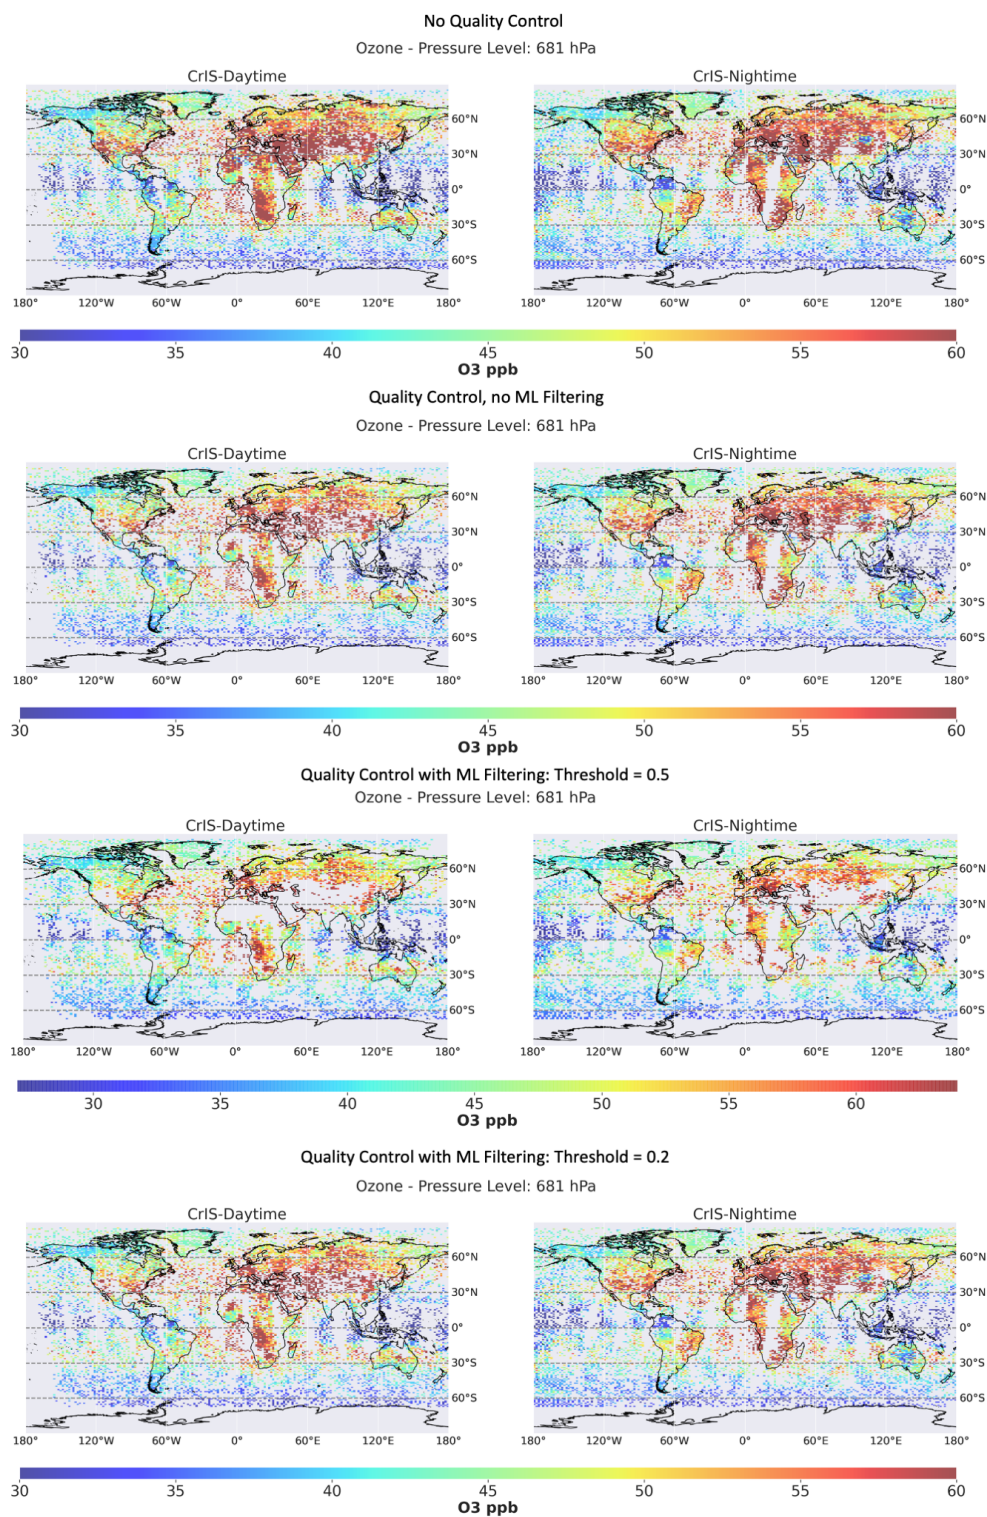 No Quality Control
Ozone - Pressure Level: 681 hPa
CrIS-Daytime CrIS-Nightime
60°N 60°N
30°N 30°N
0° 0°
30°S 30°S
60°S 60°S
180° 120°W 60°W 0° 60°E 120°E 180° 180° 120°W 60°W 0° 60°E 120°E 180°
30 35 40 45 50 55 60
O3 ppb
Quality Control, no ML Filtering
Ozone - Pressure Level: 681 hPa
CrIS-Daytime CrIS-Nightime
60°N 60°N
30°N 30°N
0° 0°
30°S 30°S
60°S 60°S
180° 120°W 60°W 0° 60°E 120°E 180° 180° 120°W 60°W 0° 60°E 120°E 180°
30 35 40 45 50 55 60
O3 ppb
Quality Control with ML Filtering: Threshold = 0.5
Ozone - Pressure Level: 681 hPa
CrIS-Daytime CrIS-Nightime
60°N 60°N
30°N 30°N
0° 0°
30°S 30°S
60°S 60°S
180° 120°W 60°W 0° 60°E 120°E 180° 180° 120°W 60°W 0° 60°E 120°E 180°
30 35 40 45 50 55 60
O3 ppb
Quality Control with ML Filtering: Threshold = 0.2
Ozone - Pressure Level: 681 hPa
CrIS-Daytime CrIS-Nightime
60°N 60°N
30°N 30°N
0° 0°
30°S 30°S
60°S 60°S
180° 120°W 60°W 0° 60°E 120°E 180° 180° 120°W 60°W 0° 60°E 120°E 180°
30 35 40 45 50 55 60
O3 ppb